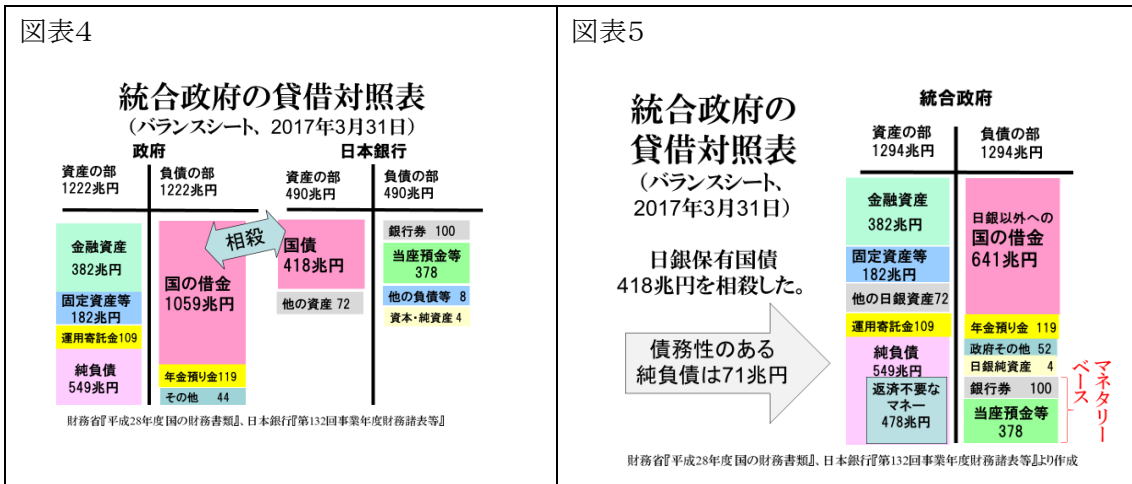 図表4
統合政府の貸借対照表
(バランスシート、2017年3月31日)
政府
日本銀行
資産の部
1222兆円
負債の部
1222兆円
資産の部
490兆円
負債の部
490兆円
金融資産
382兆円
固定資産等
182兆円
運用寄託金109
純負債
549兆円
国の借金
1059兆円
年金預り金119
その他 44
相殺
国債
418兆円
他の資産 72
銀行券 100
当座預金等
378
他の負債等 8
資本・純資産 4
財務省『平成28年度国の財務書類』、日本銀行『第132回事業年度財務諸表等』
図表5
統合政府の
貸借対照表
(バランスシート、
2017年3月31日)
日銀保有国債
418兆円を相殺した。
債務性のある
純負債は71兆円
統合政府
資産の部
1294兆円
負債の部
1294兆円
金融資産
382兆円
固定資産等
182兆円
他の日銀資産72
運用寄託金109
純負債
549兆円
返済不要な
マネー
478兆円
日銀以外への
国の借金
641兆円
年金預り金 119
政府その他 52
日銀純資産 4
銀行券 100
当座預金等
378
マネタリー
ベース
財務省『平成28年度国の財務書類』、日本銀行『第132回事業年度財務諸表等』より作成